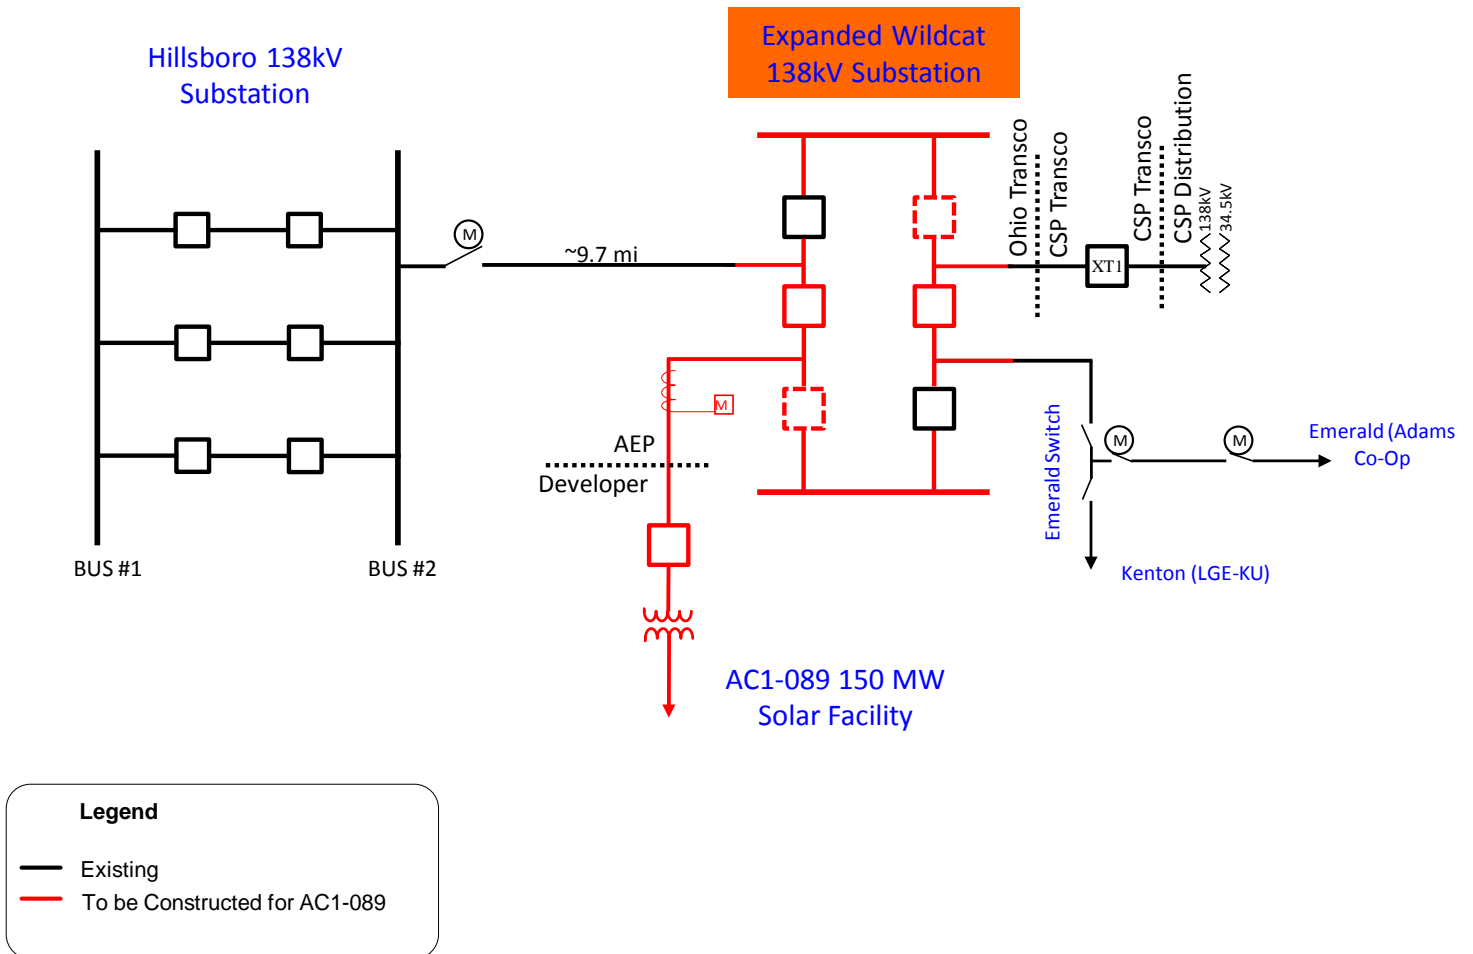 Hillsboro 138kV
Substation
Expanded Wildcat
138kV Substation
Ohio Transco
CSP Transco
CSP Transco
CSP Distribution
138kV
34.5kV
M
~9.7 mi
XT1
M
AEP
Developer
Emerald Switch
M
M
Emerald (Adams
Co-Op
BUS #1
BUS #2
Kenton (LGE-KU)
AC1-089 150 MW
Solar Facility
Legend
Existing
To be Constructed for AC1-089